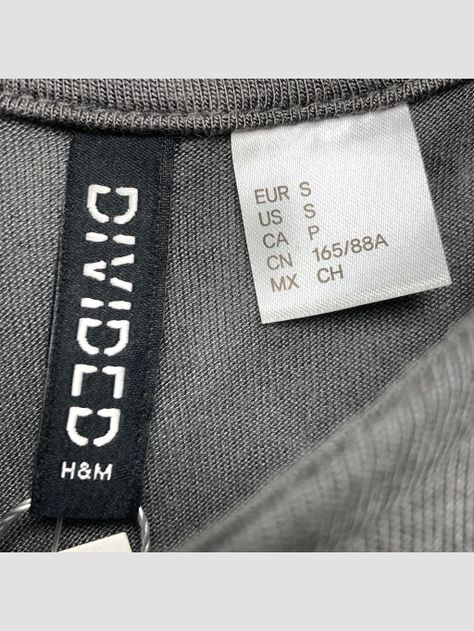 DIVIDED
H&M
EUR S
US S
CA P
CN 165/88A
MX CH